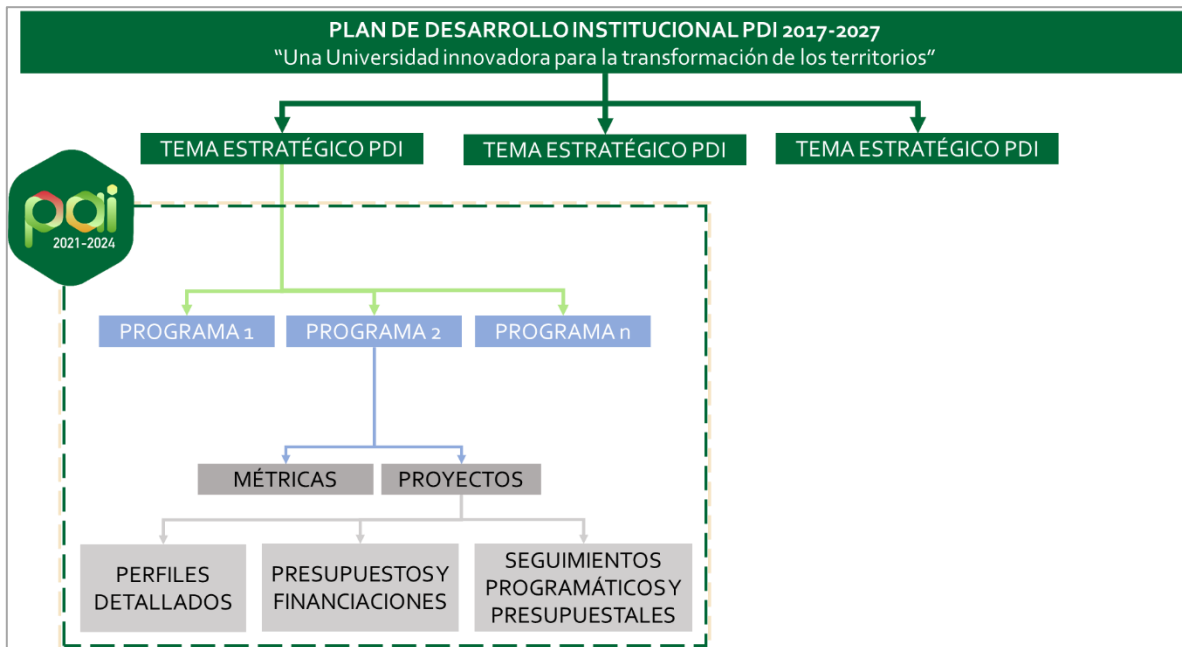 PLAN DE DESARROLLO INSTITUCIONAL PDI 2017-2027
“Una Universidad innovadora para la transformación de los territorios”
TEMA ESTRATÉGICO PDI
TEMA ESTRATÉGICO PDI
TEMA ESTRATÉGICO PDI
pai
2021-2024
PROGRAMA 1
PROGRAMA 2
PROGRAMA n
MÉTRICAS
PROYECTOS
PERFILES
DETALLADOS
PRESUPUESTOS Y
FINANCIACIONES
SEGUIMIENTOS
PROGRAMÁTICOS Y
PRESUPUESTALES